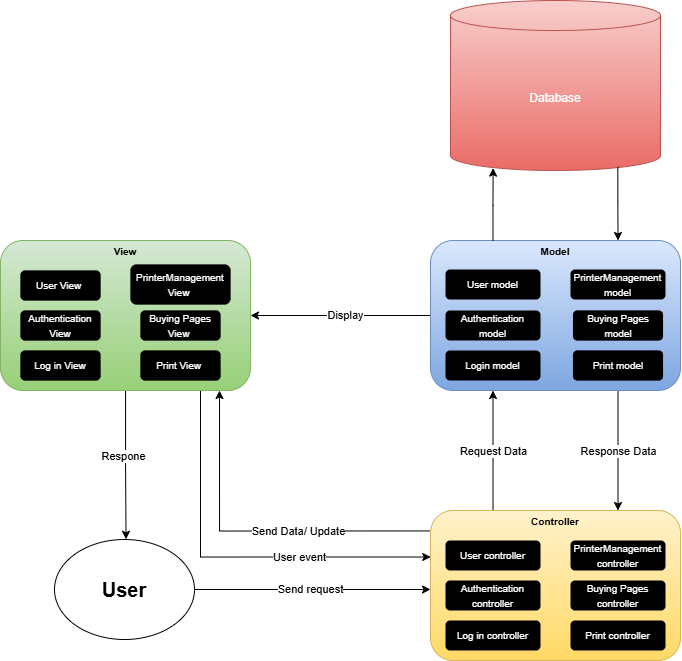 Database
View
User View
PrinterManagement
View
Authentication
View
Buying Pages
View
Log in View
Print View
Display
Model
User model
PrinterManagement
model
Authentication
model
Buying Pages
model
Login model
Print model
Respone
Request Data
Response Data
Send Data/ Update
User event
Send request
User
Controller
User controller
PrinterManagement
controller
Authentication
controller
Buying Pages
controller
Log in controller
Print controller